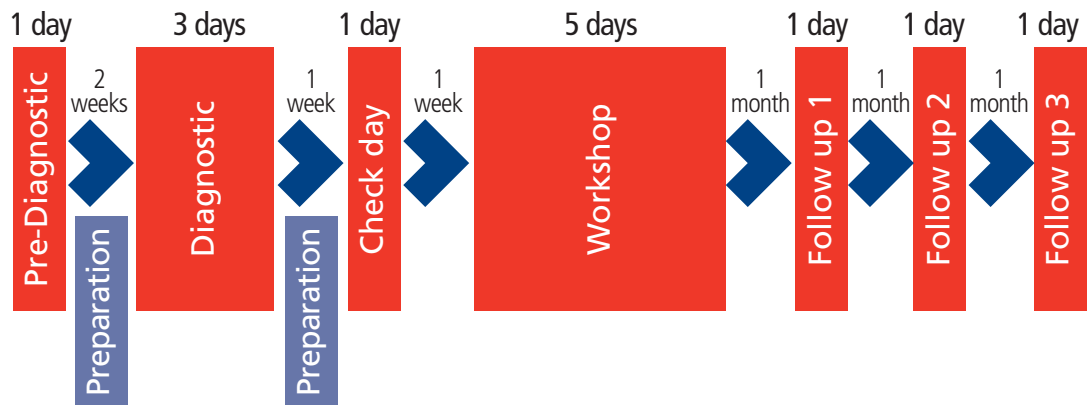 1 day
3 days
1 day
5 days
1 day
1 day
1 day
Pre-Diagnostic
2
weeks
Preparation
Diagnostic
1
week
Preparation
Check day
1
week
Workshop
1
month
Follow up 1
1
month
Follow up 2
1
month
Follow up 3